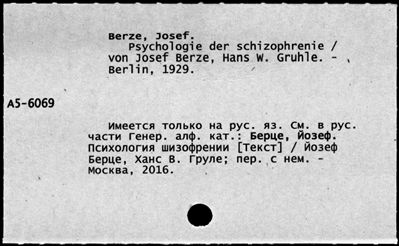 Berze, Josef.
Psychologie der schizophrenie /
von Josef Berze, Hans W. Gruhle. -
Berlin, 1929.
A5-6069
Имеется только на рус. яз. См. в рус.
части Генер. алф. кат.: Берце, Йозеф.
Психология шизофрении [Текст] / Йозеф
Берце, Ханс В. Груле; пер. с нем. -
Москва, 2016.